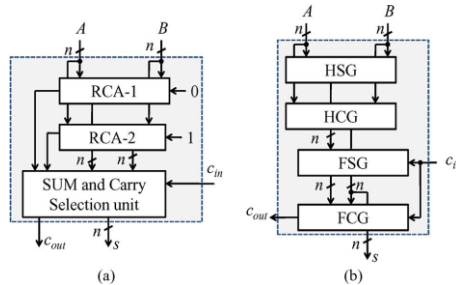 A B
n n
RCA-1 0
RCA-2 1
n n
SUM and Carry
Selection unit
c_in
c_out n s
(a)
A B
n n
HSG
HCG
n
FSG
c_i
n n
c_out FCG
n s
(b)